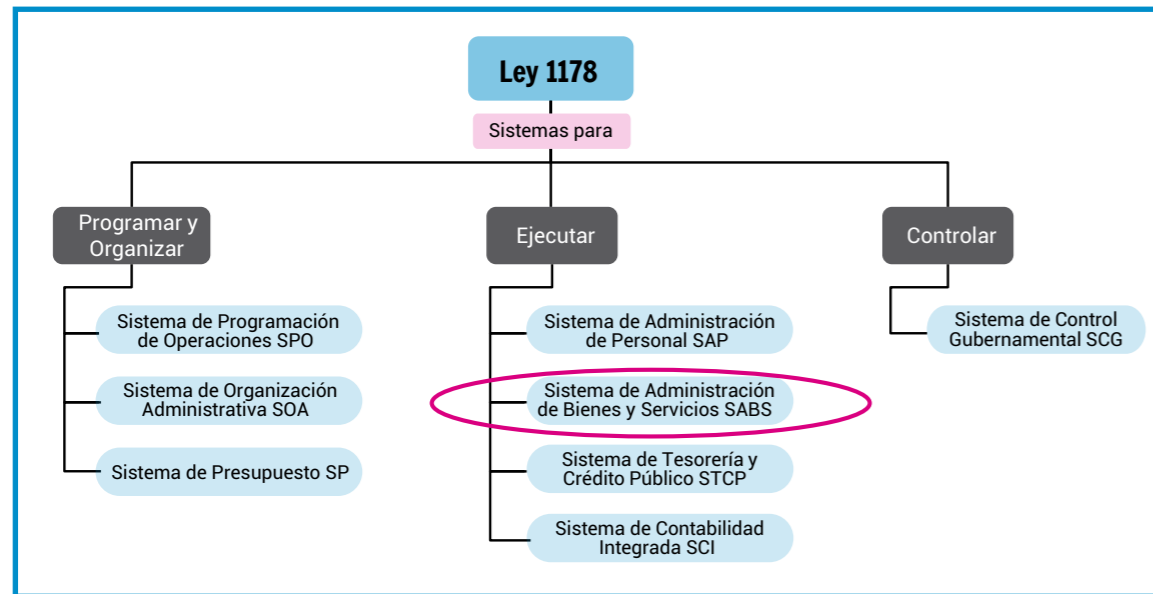 Ley 1178
Sistemas para
Programar y
Organizar
Sistema de Programación
de Operaciones SPO
Sistema de Organización
Administrativa SOA
Sistema de Presupuesto SP
Ejecutar
Sistema de Administración
de Personal SAP
Sistema de Administración
de Bienes y Servicios SABS
Sistema de Tesorería y
Crédito Público STCP
Sistema de Contabilidad
Integrada SCI
Controlar
Sistema de Control
Gubernamental SCG